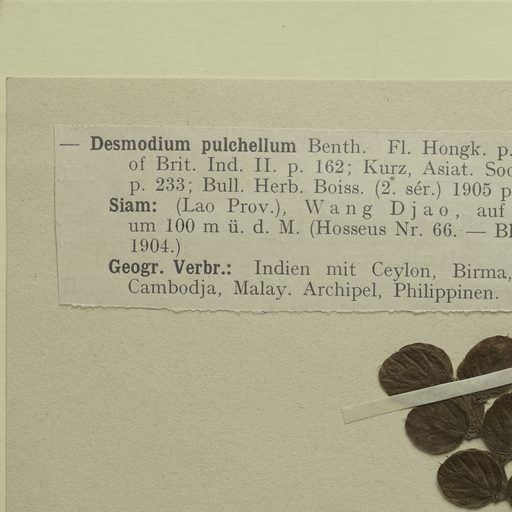 — Desmodium pulchellum Benth. Fl. Hongk. p.
of Brit. Ind. II. p. 162; Kurz, Asiat. Soc
p. 233; Bull. Herb. Boiss. (2e. sér.) 1905 p
Siam: (Lao Prov.), Wang Djao, auf
um 100 m ü. d. M. (Hosseus Nr. 66. — Bl
1904.)
Geogr. Verbr.: Indien mit Ceylon, Birma,
Cambodja, Malay. Archipel, Philippinen.